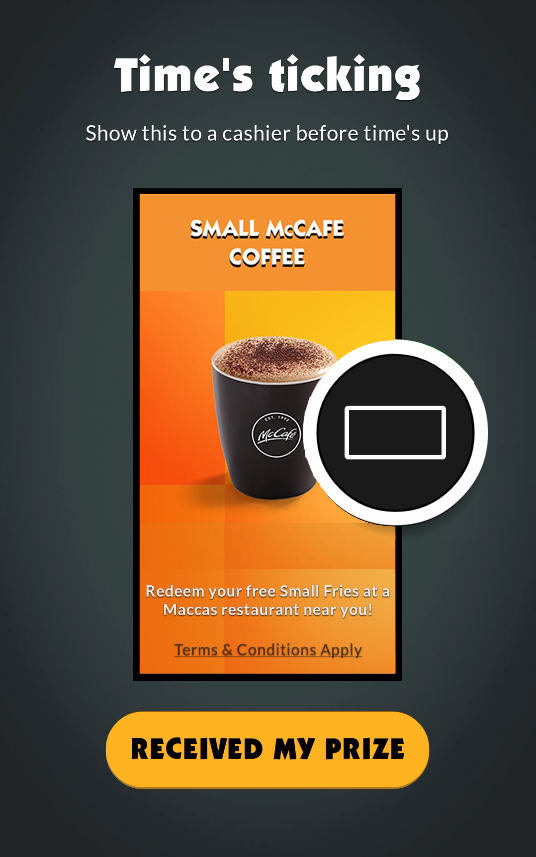 Time's ticking
Show this to a cashier before time's up
SMALL McCAFE
COFFEE
EST. 1993
McCafé
Redeem your free Small Fries at a
Maccas restaurant near you!
Terms & Conditions Apply
RECEIVED MY PRIZE